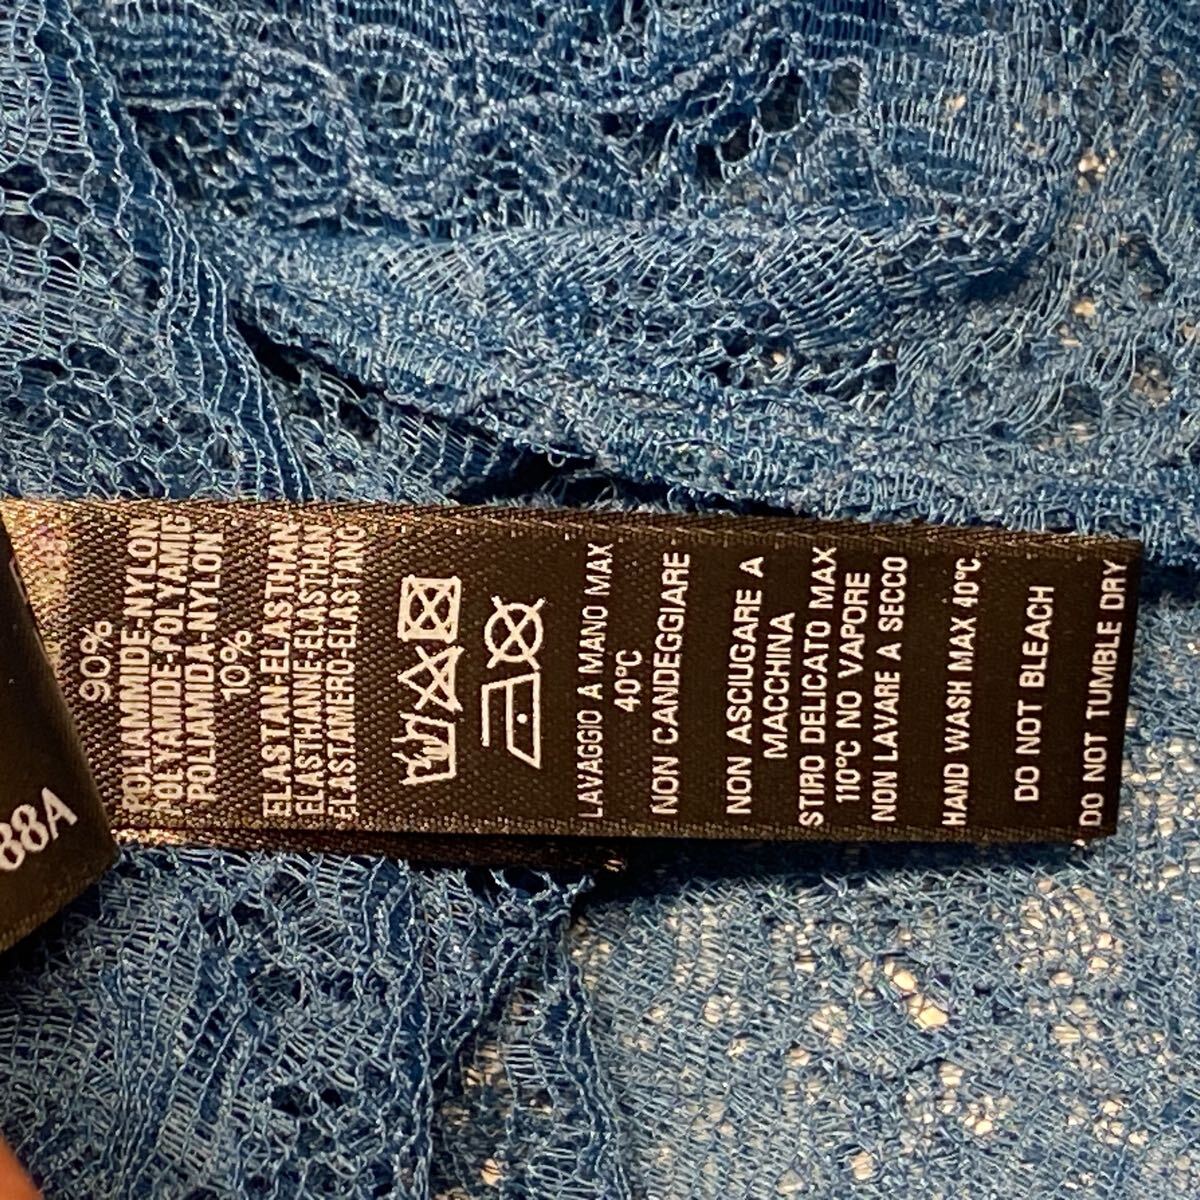 90%
POLIAMMIDE-NYLON
POLYAMIDE-POLYAMID
POLIAMIDA-NYLON
10%
ELASTAN-ELASTHAN
ELASTHANNE-ELASTHAN
ELASTAMERO-ELASTANO
LAVAGGIO A MANO MAX
40°C
NON CANDEGGIARE
NON ASCIUGARE A
MACCHINA
STIRO DELICATO MAX
110°C NO VAPORE
NON LAVARE A SECO
HAND WASH MAX 40°C
DO NOT BLEACH
DO NOT TUMBLE DRY
88A